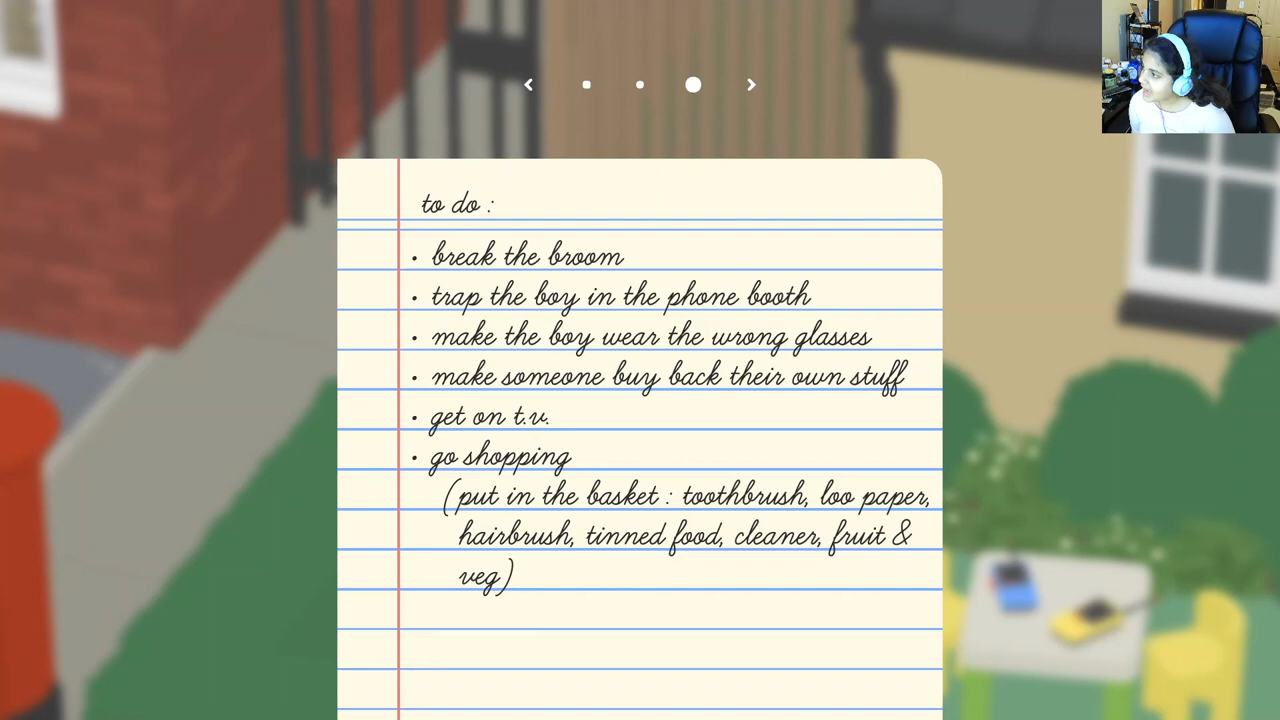 to do :
• break the broom
• trap the boy in the phone booth
• make the boy wear the wrong glasses
• make someone buy back their own stuff
• get on t.v.
• go shopping
(put in the basket : toothbrush, loo paper,
hairbrush, tinned food, cleaner, fruit &
veg)